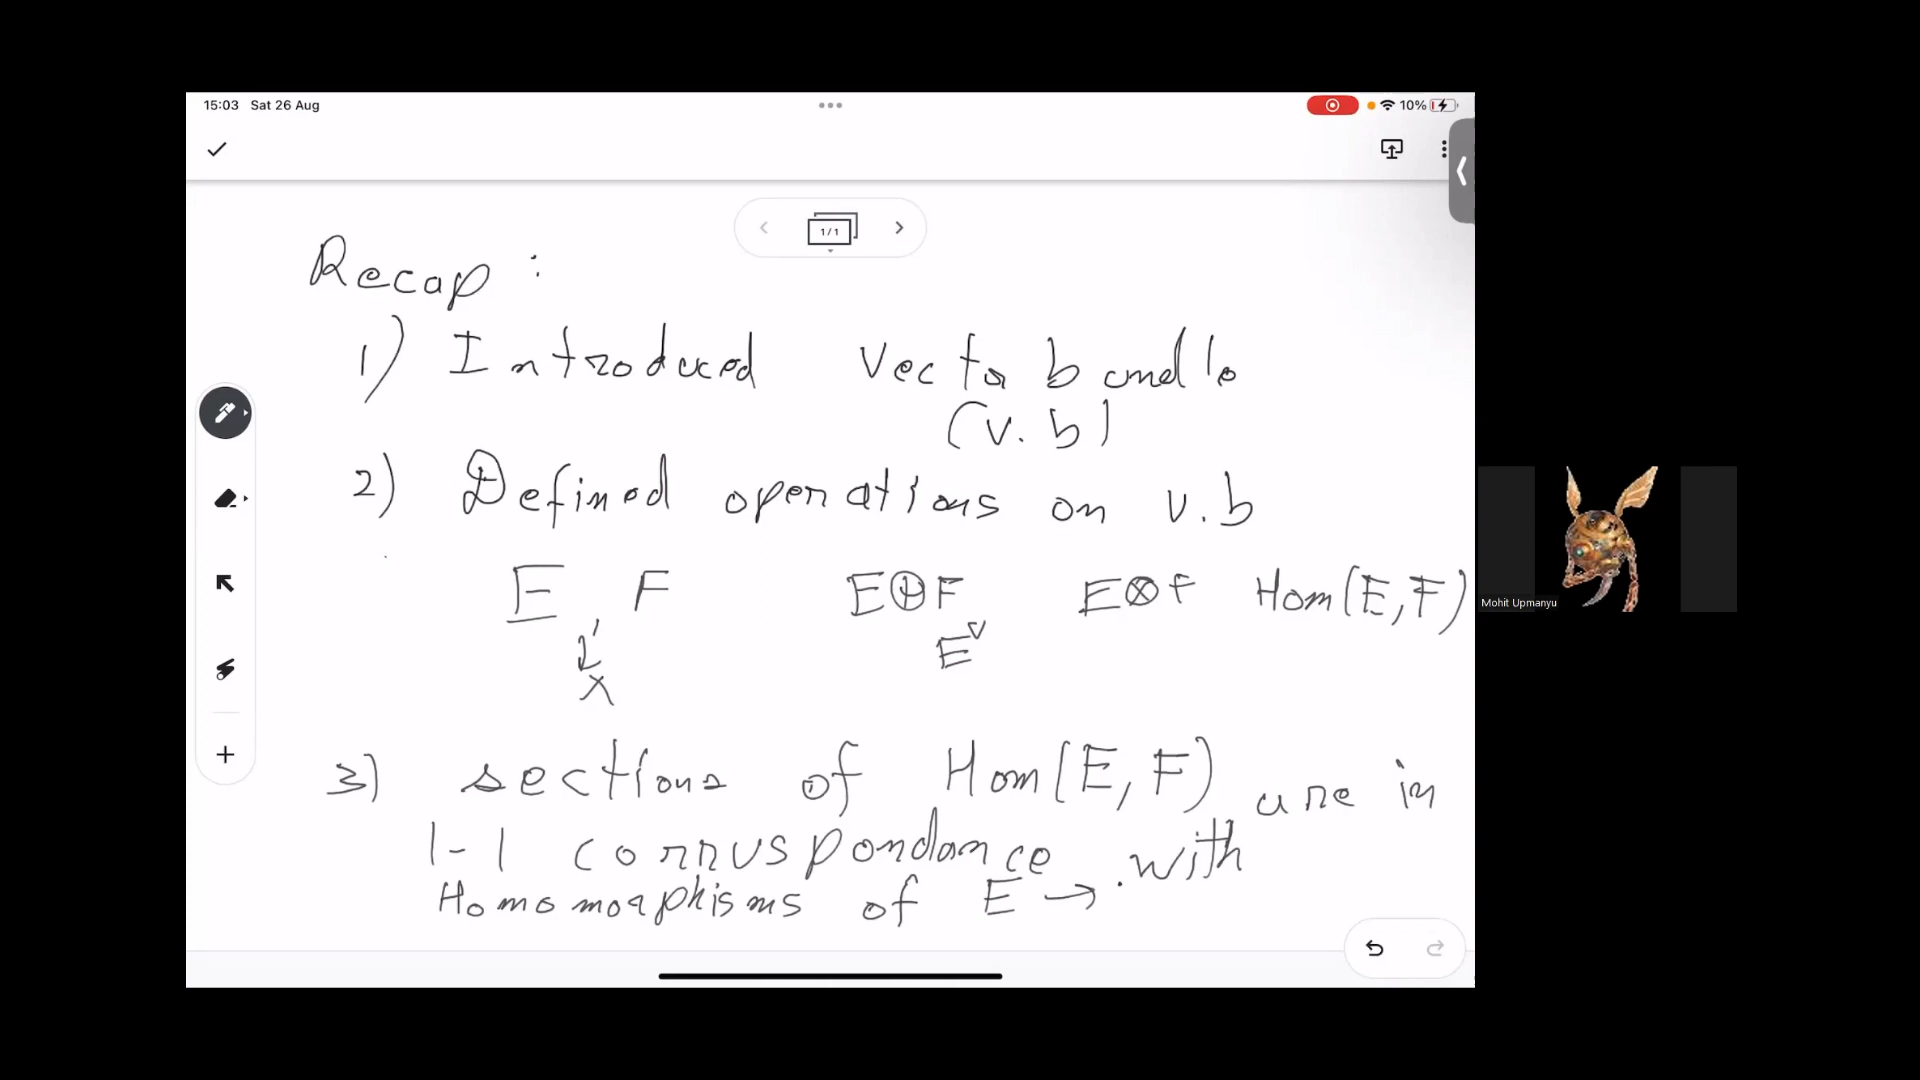 15:03 Sat 26 Aug
10%
1/1
Recap :
1) Introduced Vector bundle
(v. b)
2) Defined operations on v.b
E F E⊕F E⊗F Hom(E,F)
E^∨
↓
X
3) sections of Hom(E,F) are in
1-1 corruspondance with
Homomorphisms of E →
Mohit Upmanyu